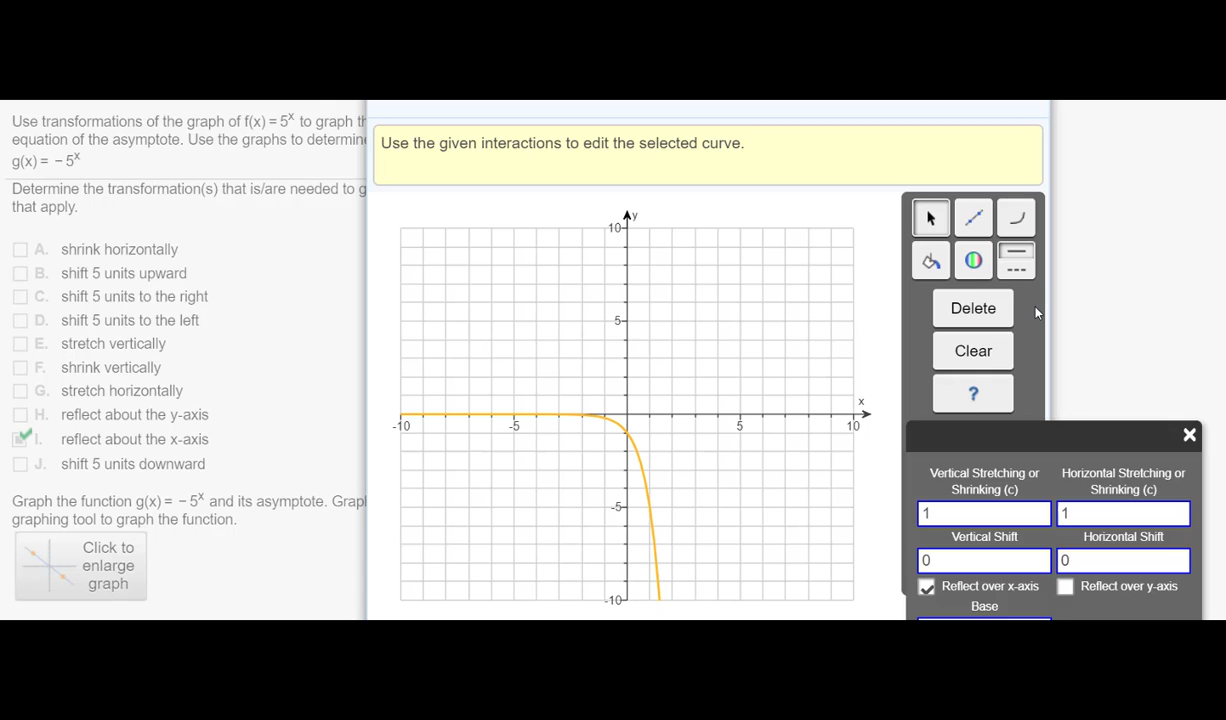 Use transformations of the graph of f(x) = 5^x to graph th
equation of the asymptote. Use the graphs to determine
g(x) = − 5^x
Determine the transformation(s) that is/are needed to g
that apply.
A. shrink horizontally
B. shift 5 units upward
C. shift 5 units to the right
D. shift 5 units to the left
E. stretch vertically
F. shrink vertically
G. stretch horizontally
H. reflect about the y-axis
I. reflect about the x-axis
J. shift 5 units downward
Graph the function g(x) = − 5^x and its asymptote. Grap
graphing tool to graph the function.
Click to
enlarge
graph
Use the given interactions to edit the selected curve.
y
10
5
x
-10
-5
5
10
-5
-10
Delete
Clear
?
Vertical Stretching or
Shrinking (c)
Horizontal Stretching or
Shrinking (c)
1
1
Vertical Shift
Horizontal Shift
0
0
Reflect over x-axis
Reflect over y-axis
Base